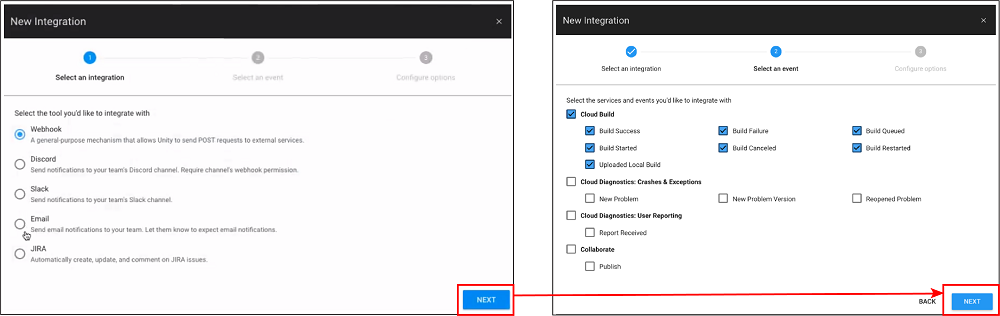 New Integration
×
1
2
3
Select an integration
Select an event
Configure options
Select the tool you'd like to integrate with
Webhook
A general-purpose mechanism that allows Unity to send POST requests to external services.
Discord
Send notifications to your team's Discord channel. Require channel's webhook permission.
Slack
Send notifications to your team's Slack channel.
Email
Send email notifications to your team. Let them know to expect email notifications.
JIRA
Automatically create, update, and comment on JIRA issues.
NEXT
New Integration
×
2
3
Select an integration
Select an event
Configure options
Select the services and events you'd like to integrate with
Cloud Build
Build Success
Build Failure
Build Queued
Build Started
Build Canceled
Build Restarted
Uploaded Local Build
Cloud Diagnostics: Crashes & Exceptions
New Problem
New Problem Version
Reopened Problem
Cloud Diagnostics: User Reporting
Report Received
Collaborate
Publish
BACK
NEXT